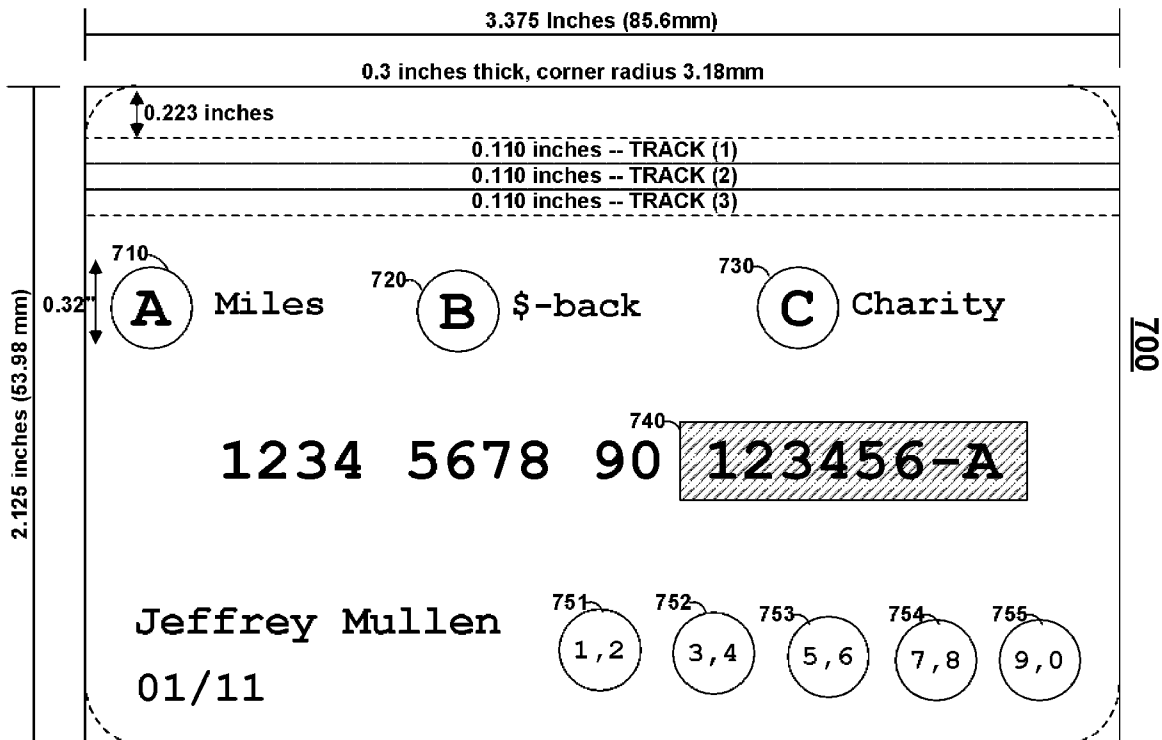 3.375 Inches (85.6mm)
0.3 inches thick, corner radius 3.18mm
0.223 inches
0.110 inches -- TRACK (1)
0.110 inches -- TRACK (2)
0.110 inches -- TRACK (3)
710 720 730
0.32" A Miles B $-back C Charity
2.125 inches (53.98 mm)
700
740
1234 5678 90 123456-A
751 752 753 754 755
Jeffrey Mullen
1,2 3,4 5,6 7,8 9,0
01/11